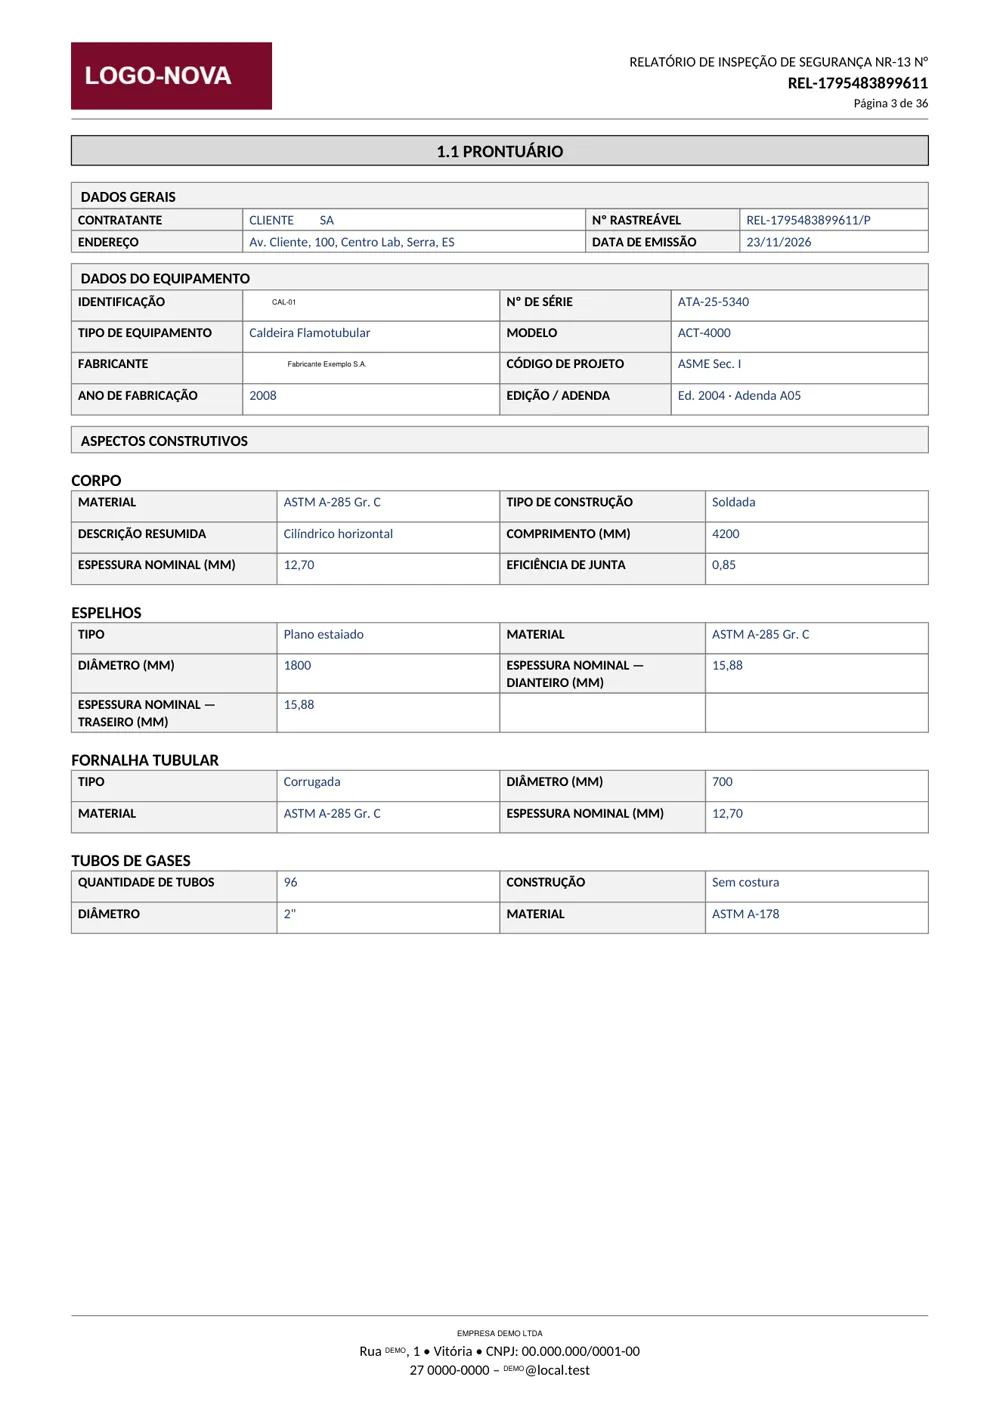 LOGO-NOVA
RELATÓRIO DE INSPEÇÃO DE SEGURANÇA NR-13 Nº
REL-1795483899611
Página 3 de 36
1.1 PRONTUÁRIO
DADOS GERAIS
CONTRATANTE CLIENTE SA Nº RASTREÁVEL REL-1795483899611/P
ENDEREÇO Av. Cliente, 100, Centro Lab, Serra, ES DATA DE EMISSÃO 23/11/2026
DADOS DO EQUIPAMENTO
IDENTIFICAÇÃO CAL-01 Nº DE SÉRIE ATA-25-5340
TIPO DE EQUIPAMENTO Caldeira Flamotubular MODELO ACT-4000
FABRICANTE Fabricante Exemplo S.A. CÓDIGO DE PROJETO ASME Sec. I
ANO DE FABRICAÇÃO 2008 EDIÇÃO / ADENDA Ed. 2004 · Adenda A05
ASPECTOS CONSTRUTIVOS
CORPO
MATERIAL ASTM A-285 Gr. C TIPO DE CONSTRUÇÃO Soldada
DESCRIÇÃO RESUMIDA Cilíndrico horizontal COMPRIMENTO (MM) 4200
ESPESSURA NOMINAL (MM) 12,70 EFICIÊNCIA DE JUNTA 0,85
ESPELHOS
TIPO Plano estaiado MATERIAL ASTM A-285 Gr. C
DIÂMETRO (MM) 1800 ESPESSURA NOMINAL — 15,88
DIANTEIRO (MM)
ESPESSURA NOMINAL — 15,88
TRASEIRO (MM)
FORNALHA TUBULAR
TIPO Corrugada DIÂMETRO (MM) 700
MATERIAL ASTM A-285 Gr. C ESPESSURA NOMINAL (MM) 12,70
TUBOS DE GASES
QUANTIDADE DE TUBOS 96 CONSTRUÇÃO Sem costura
DIÂMETRO 2" MATERIAL ASTM A-178
EMPRESA DEMO LTDA
Rua DEMO, 1 • Vitória • CNPJ: 00.000.000/0001-00
27 0000-0000 – DEMO@local.test